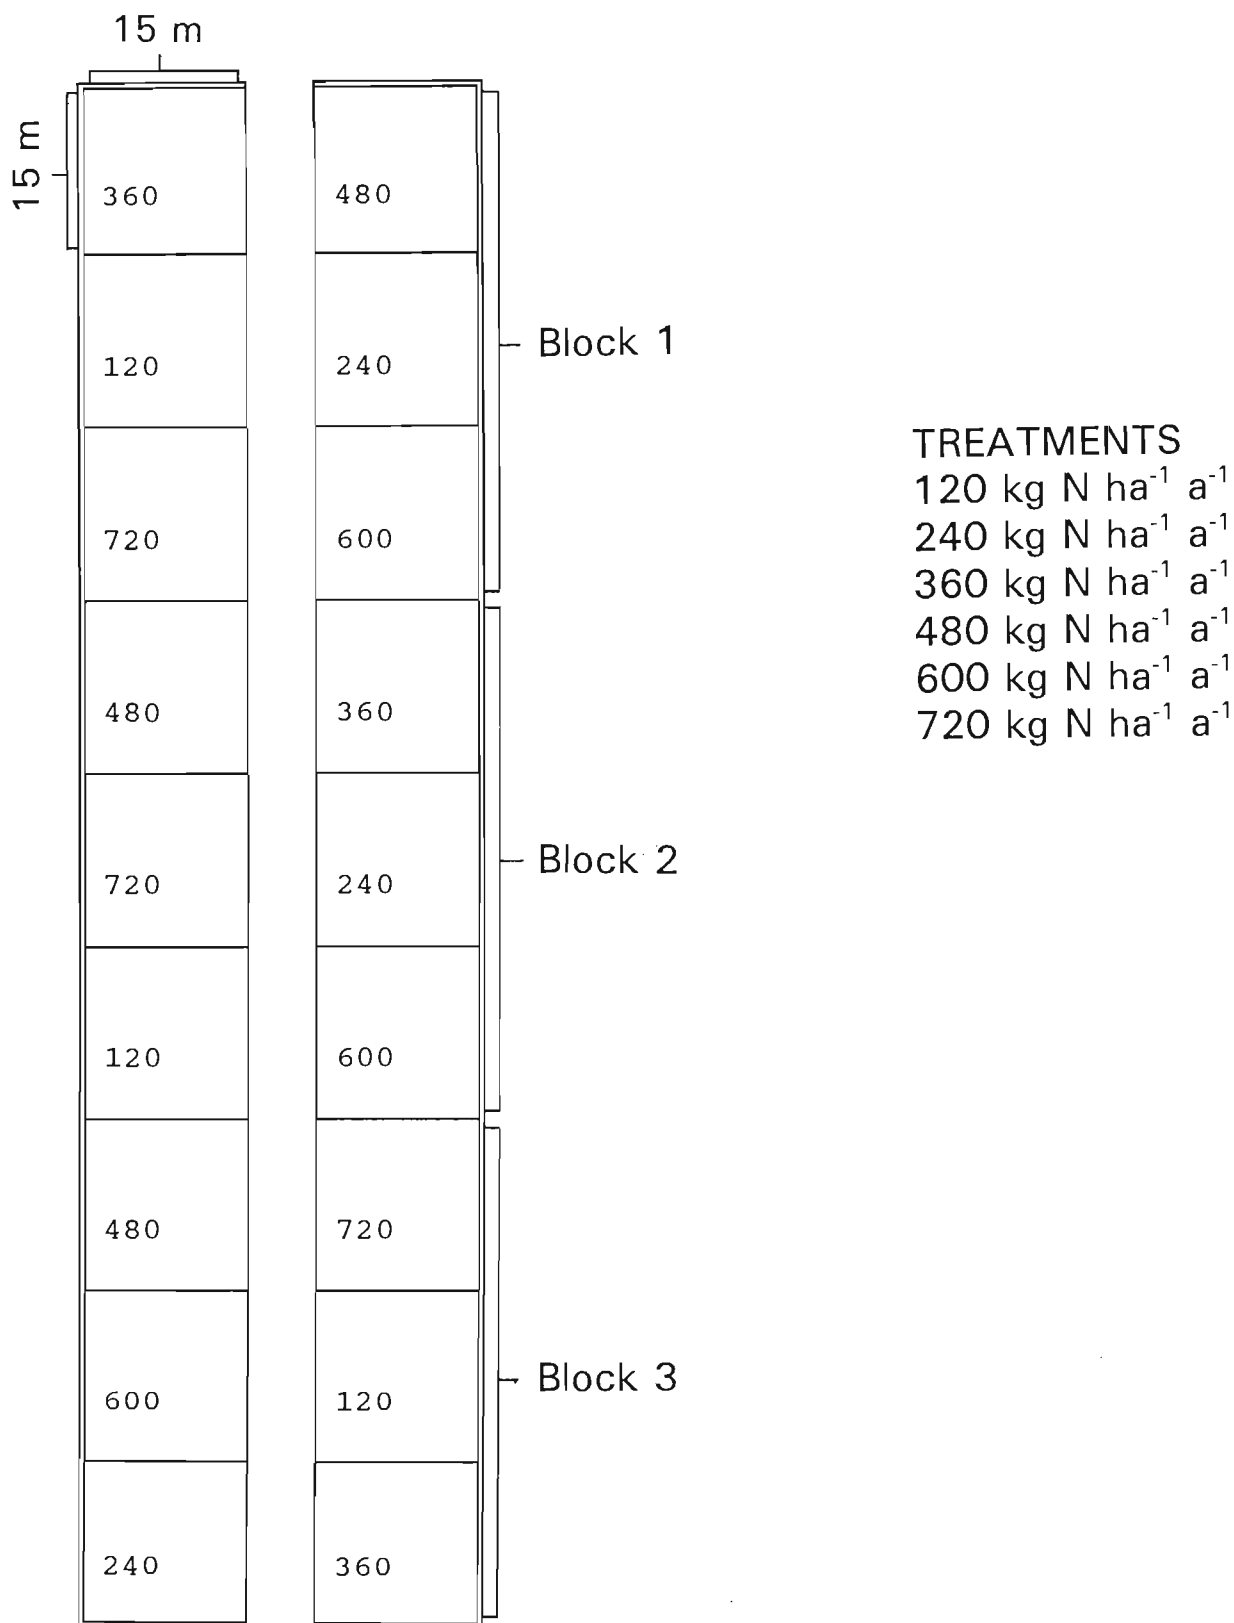 15 m
15 m
360
480
120
240
Block 1
720
600
480
360
720
240
Block 2
120
600
480
720
600
120
Block 3
240
360
TREATMENTS
120 kg N ha⁻¹ a⁻¹
240 kg N ha⁻¹ a⁻¹
360 kg N ha⁻¹ a⁻¹
480 kg N ha⁻¹ a⁻¹
600 kg N ha⁻¹ a⁻¹
720 kg N ha⁻¹ a⁻¹